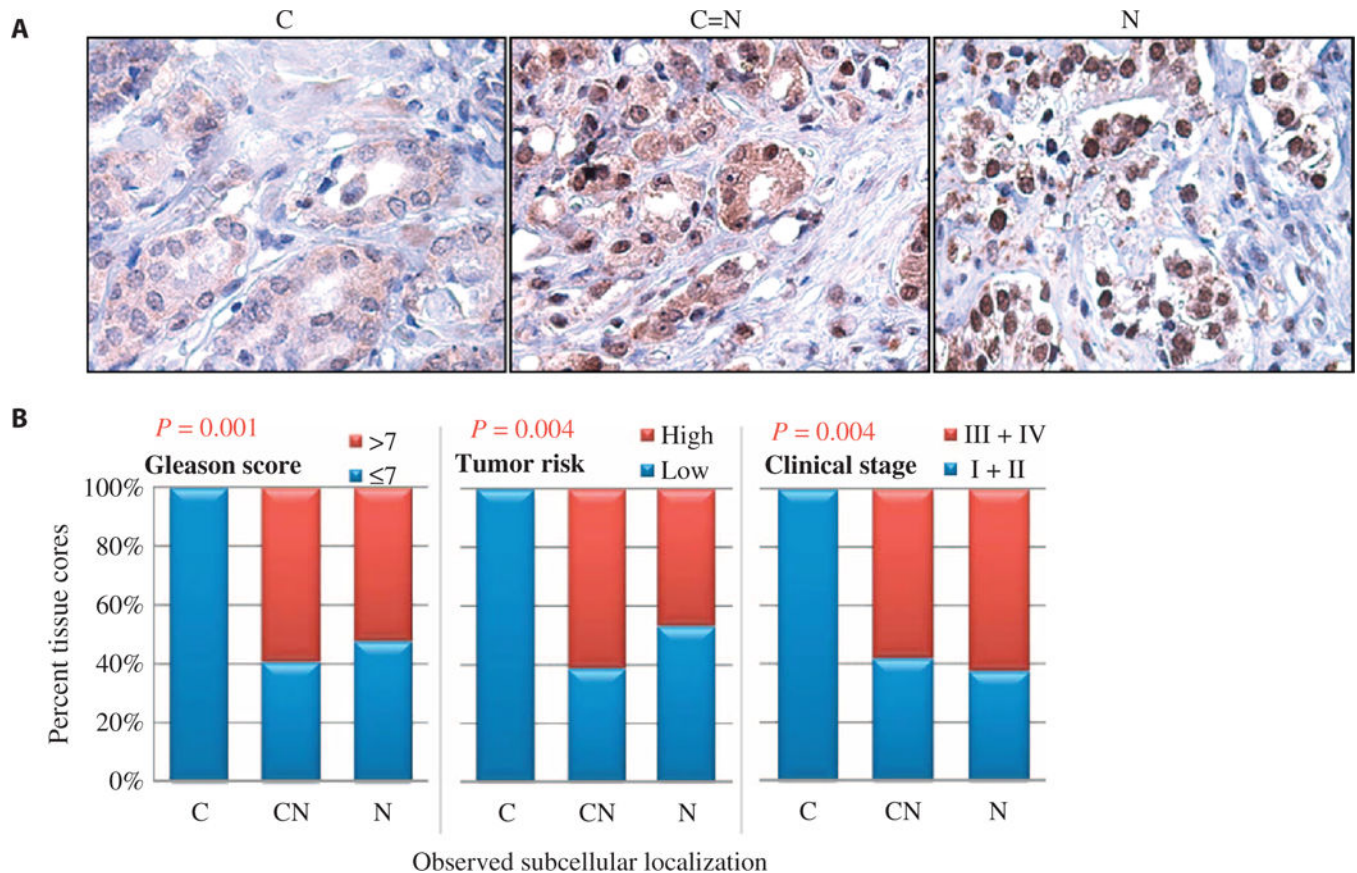 A
C
C=N
N
B
P = 0.001
>7
Gleason score
≤7
P = 0.004
High
Tumor risk
Low
P = 0.004
III + IV
Clinical stage
I + II
Percent tissue cores
100%
80%
60%
40%
20%
0%
C CN N
C CN N
C CN N
Observed subcellular localization